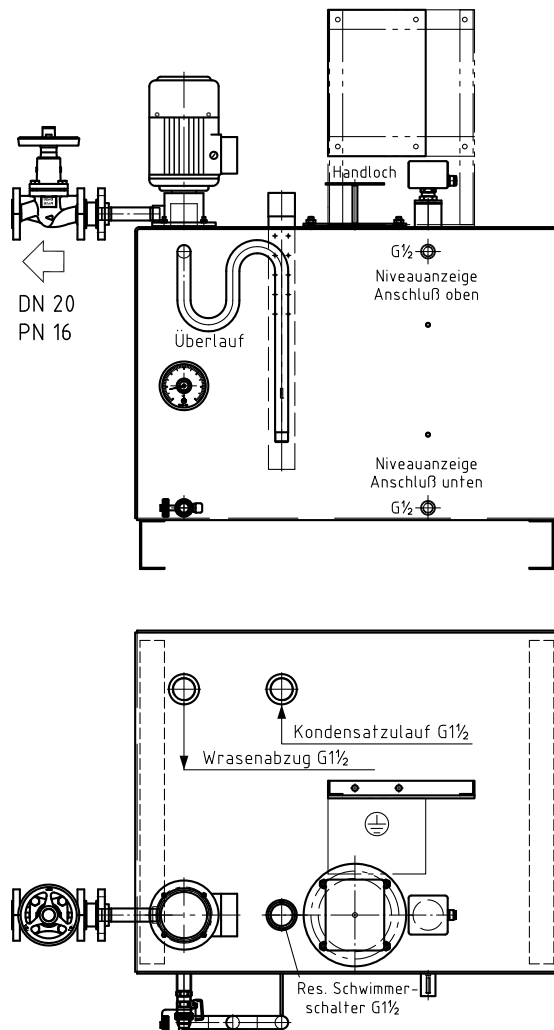 Handloch
G½
Niveauanzeige
Anschluß oben
DN 20
PN 16
Überlauf
Niveauanzeige
Anschluß unten
G½
Kondensatzulauf G1½
Wrasenabzug G1½
Res. Schwimmer-
schalter G1½